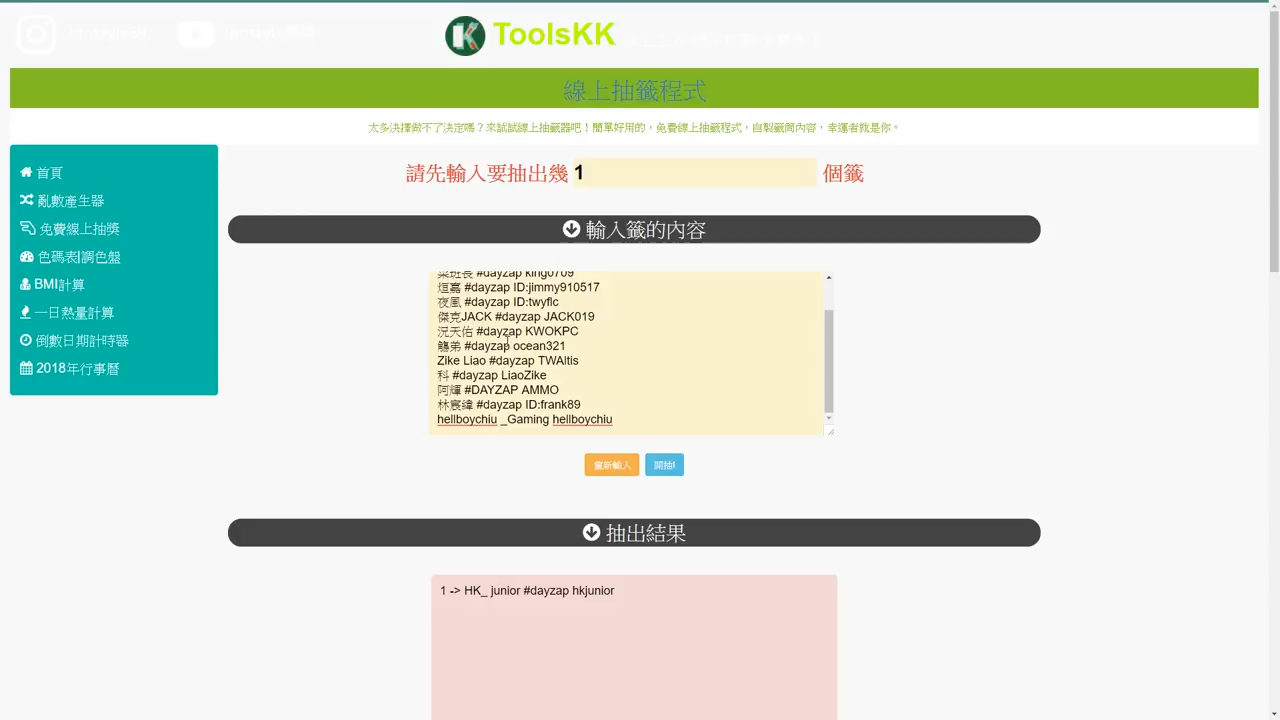 ToolsKK
線上抽籤程式
太多決擇做不了決定嗎？來試試線上抽籤器吧！簡單好用的，免費線上抽籤程式，自製籤筒內容，幸運者就是你。
首頁
亂數產生器
免費線上抽獎
色碼表|調色盤
BMI計算
一日熱量計算
倒數日期計時器
2018年行事曆
請先輸入要抽出幾 1 個籤
輸入籤的內容
#dayzap king0709
烜嘉 #dayzap ID:jimmy910517
夜風 #dayzap ID:twyflc
傑克JACK #dayzap JACK019
況天佑 #dayzap KWOKPC
#dayzap ocean321
Zike Liao #dayzap TWAltis
科 #dayzap LiaoZike
阿輝 #DAYZAP AMMO
林宸緯 #dayzap ID:frank89
hellboychiu _Gaming hellboychiu
重新輸入 開抽!
抽出結果
1 -> HK_ junior #dayzap hkjunior